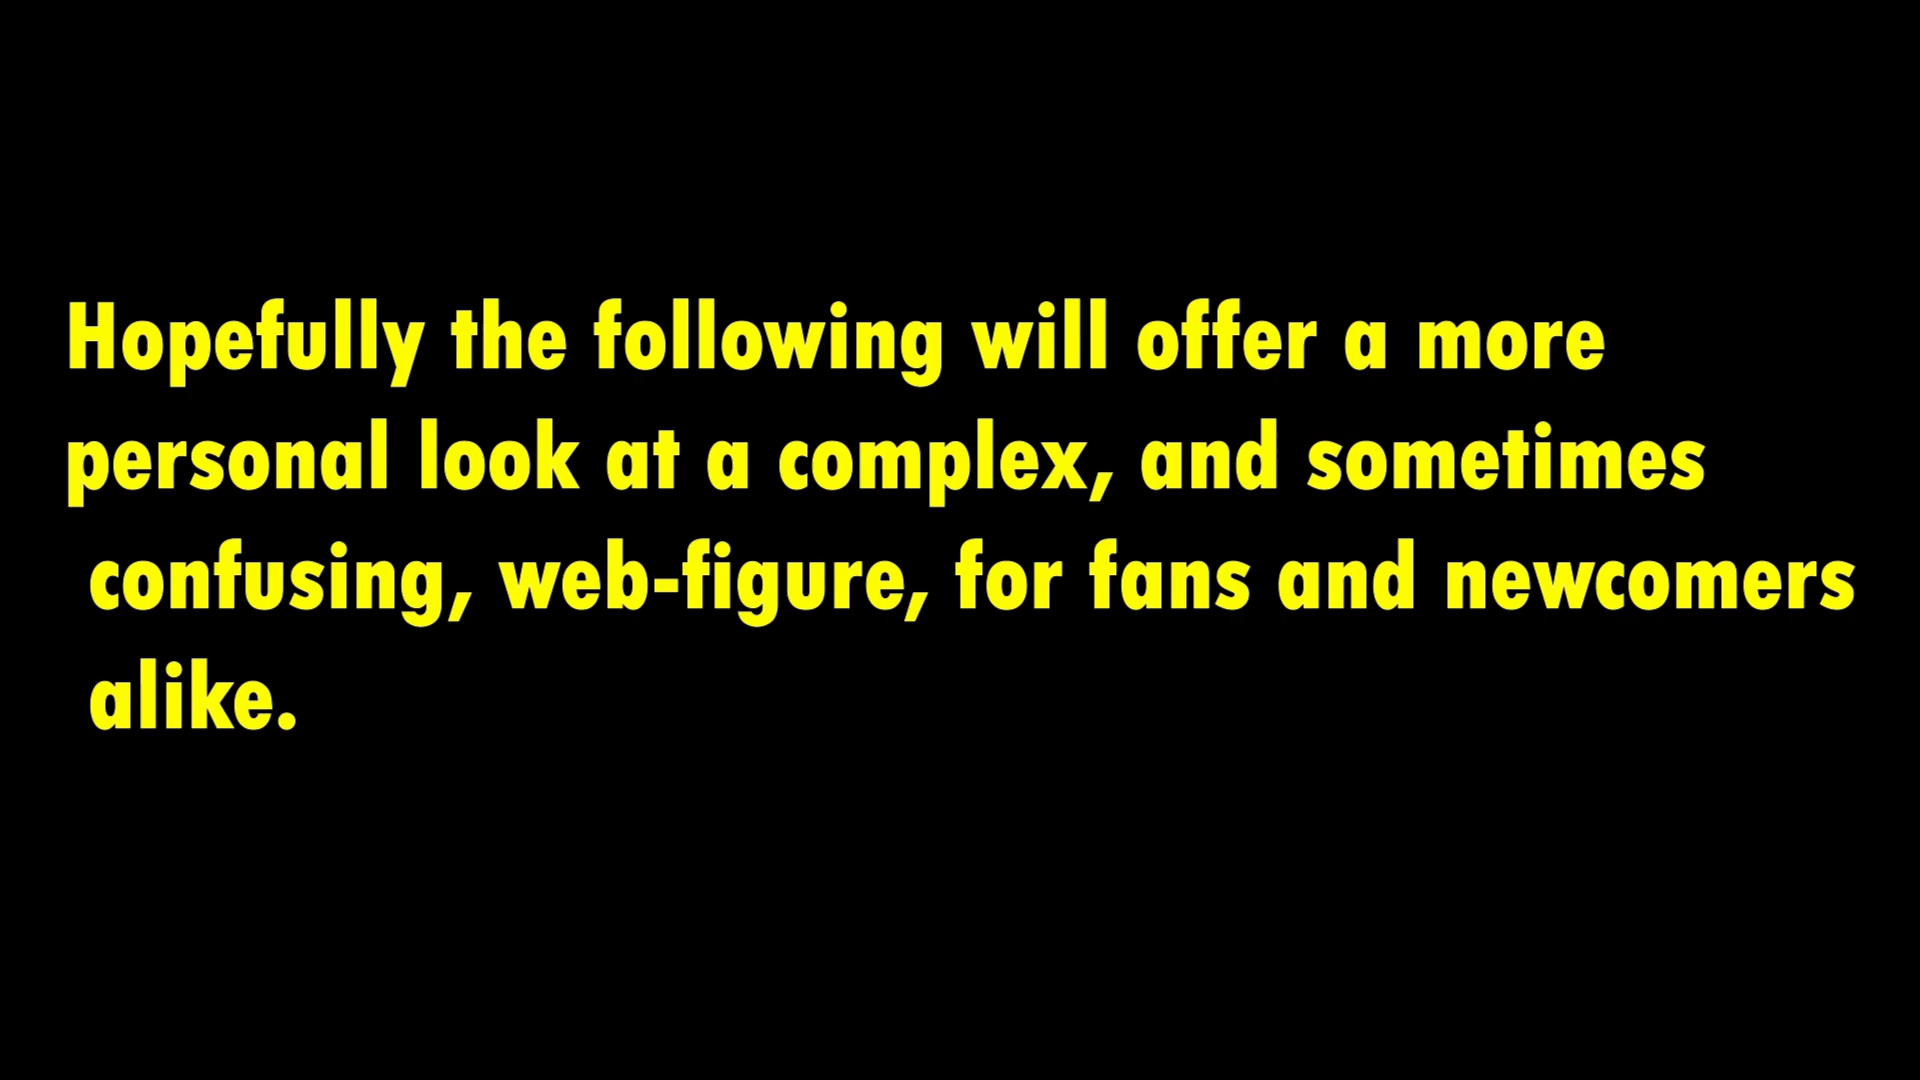 Hopefully the following will offer a more
personal look at a complex, and sometimes
confusing, web-figure, for fans and newcomers
alike.